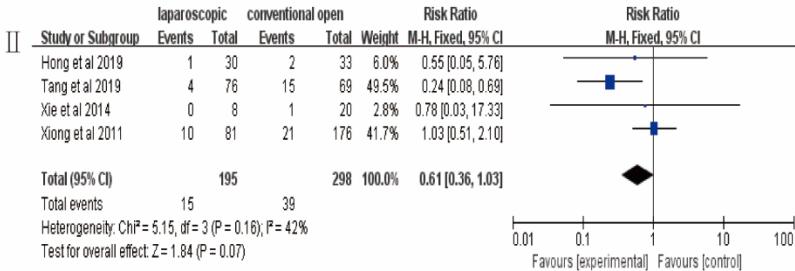 laparoscopic conventional open Risk Ratio Risk Ratio
II Study or Subgroup Events Total Events Total Weight M-H, Fixed, 95% CI M-H, Fixed, 95% CI
Hong et al 2019 1 30 2 33 6.0% 0.55 [0.05, 5.76]
Tang et al 2019 4 76 15 69 49.5% 0.24 [0.08, 0.69]
Xie et al 2014 0 8 1 20 2.8% 0.78 [0.03, 17.33]
Xiong et al 2011 10 81 21 176 41.7% 1.03 [0.51, 2.10]
Total (95% CI) 195 298 100.0% 0.61 [0.36, 1.03]
Total events 15 39
Heterogeneity: Chi² = 5.15, df = 3 (P = 0.16); I² = 42%
Test for overall effect: Z = 1.84 (P = 0.07)
0.01 0.1 1 10 100
Favours [experimental] Favours [control]